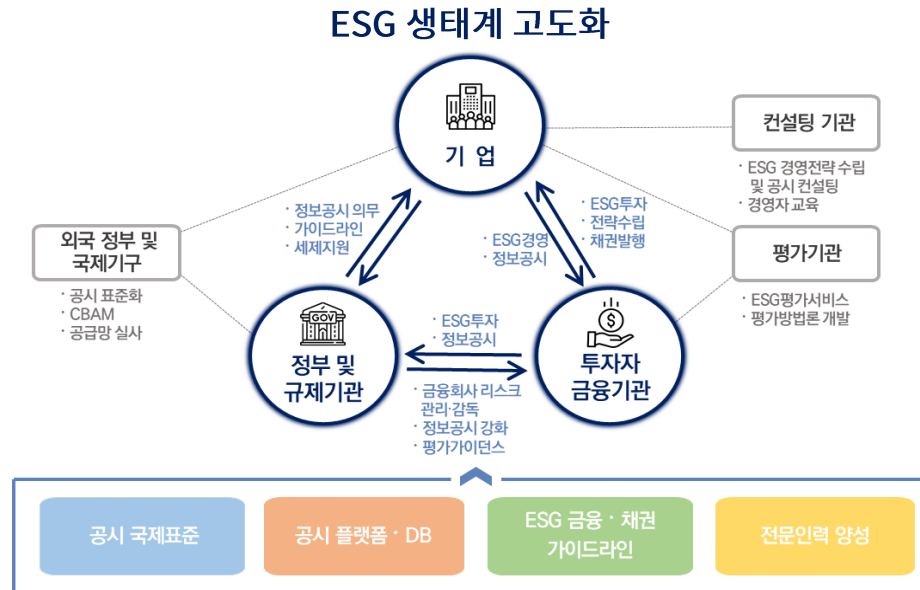 ESG 생태계 고도화
기 업
컨설팅 기관
· ESG 경영전략 수립
및 공시 컨설팅
· 경영자 교육
· 정보공시 의무
· 가이드라인
· 세제지원
· ESG투자
· 전략수립
· 채권발행
· ESG경영
· 정보공시
외국 정부 및
국제기구
· 공시 표준화
· CBAM
· 공급망 실사
평가기관
· ESG평가서비스
· 평가방법론 개발
GOV
정부 및
규제기관
· ESG투자
· 정보공시
$
투자자
금융기관
· 금융회사 리스크
관리·감독
· 정보공시 강화
· 평가가이던스
공시 국제표준
공시 플랫폼 · DB
ESG 금융 · 채권
가이드라인
전문인력 양성